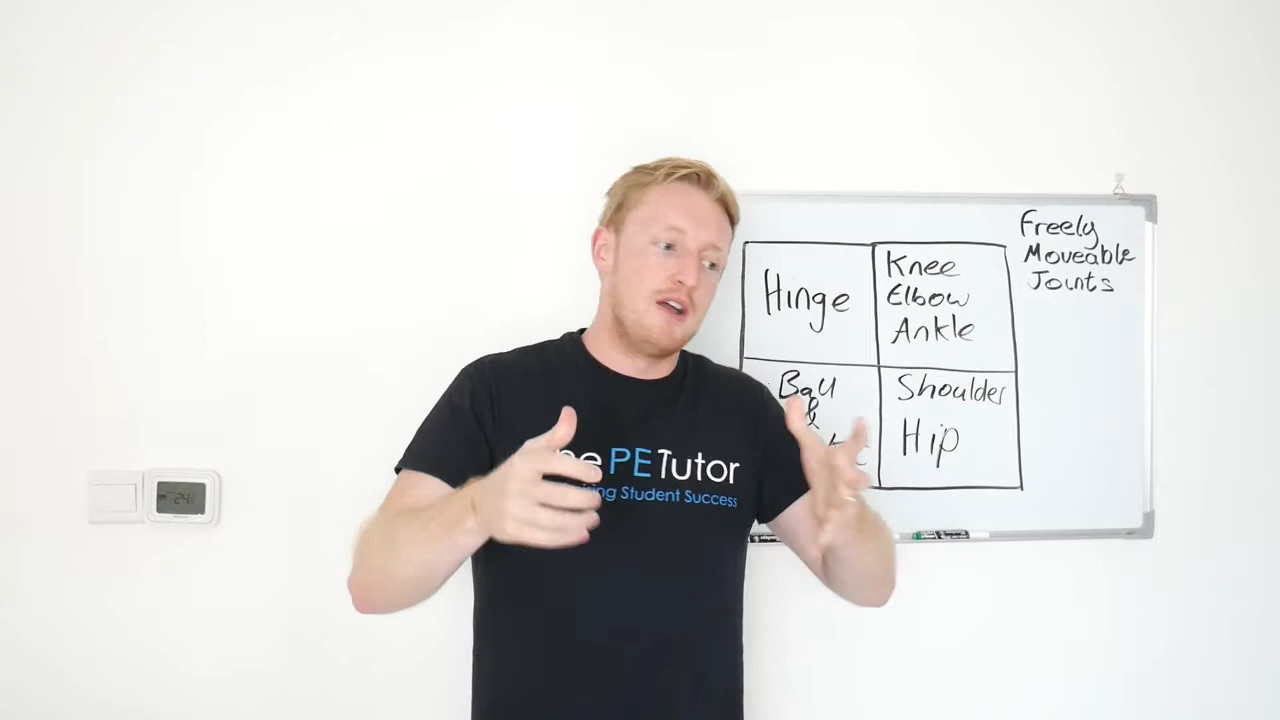 Freely
Moveable
Joints
Hinge
Knee
Elbow
Ankle
Ball
&
Shoulder
Hip
PE Tutor
Student Success